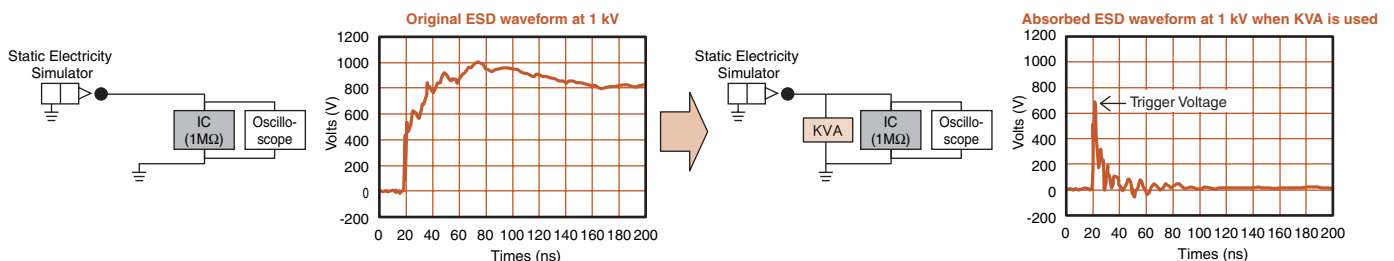 Original ESD waveform at 1 kV
Static Electricity
Simulator
IC
(1MΩ)
Oscillo-
scope
Volts (V)
1200
1000
800
600
400
200
0
-200
0 20 40 60 80 100 120 140 160 180 200
Times (ns)
Static Electricity
Simulator
KVA
IC
(1MΩ)
Oscillo-
scope
Absorbed ESD waveform at 1 kV when KVA is used
Volts (V)
1200
1000
800
600
400
200
0
-200
Trigger Voltage
0 20 40 60 80 100 120 140 160 180 200
Times (ns)